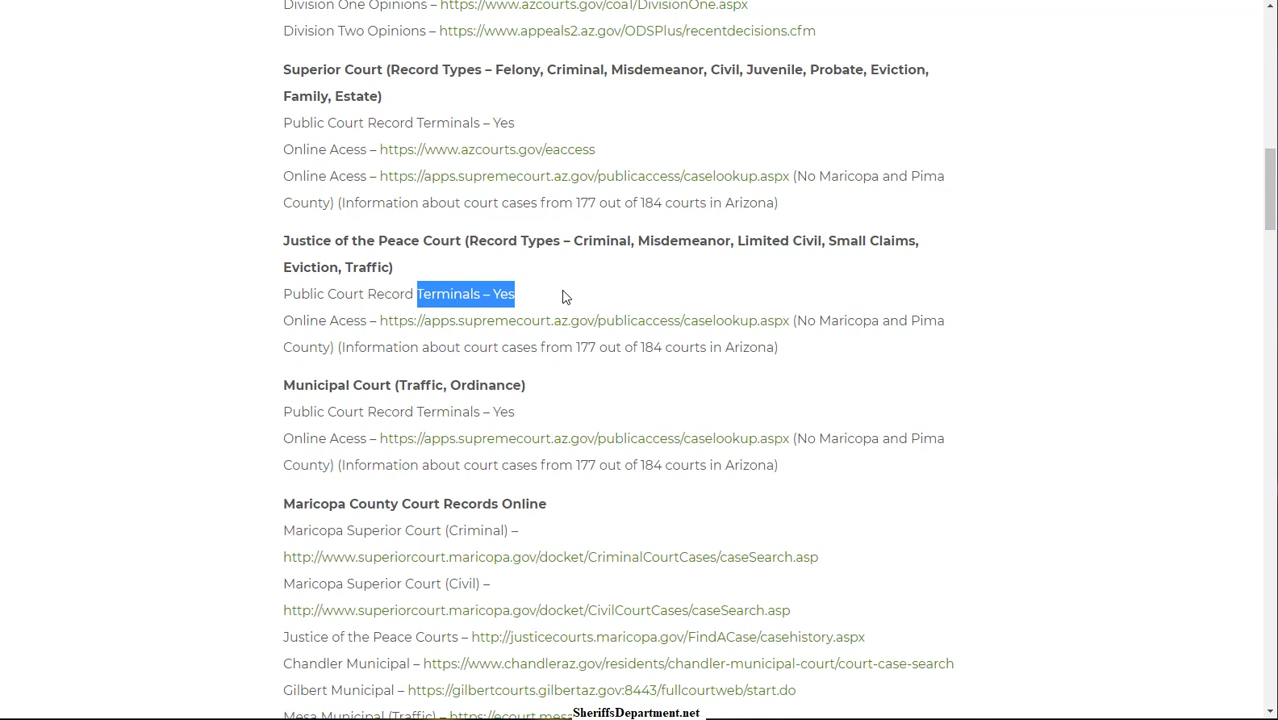 Division One Opinions – https://www.azcourts.gov/coa1/DivisionOne.aspx
Division Two Opinions – https://www.appeals2.az.gov/ODSPlus/recentdecisions.cfm
Superior Court (Record Types – Felony, Criminal, Misdemeanor, Civil, Juvenile, Probate, Eviction,
Family, Estate)
Public Court Record Terminals – Yes
Online Acess – https://www.azcourts.gov/eaccess
Online Acess – https://apps.supremecourt.az.gov/publicaccess/caselookup.aspx (No Maricopa and Pima
County) (Information about court cases from 177 out of 184 courts in Arizona)
Justice of the Peace Court (Record Types – Criminal, Misdemeanor, Limited Civil, Small Claims,
Eviction, Traffic)
Public Court Record Terminals – Yes
Online Acess – https://apps.supremecourt.az.gov/publicaccess/caselookup.aspx (No Maricopa and Pima
County) (Information about court cases from 177 out of 184 courts in Arizona)
Municipal Court (Traffic, Ordinance)
Public Court Record Terminals – Yes
Online Acess – https://apps.supremecourt.az.gov/publicaccess/caselookup.aspx (No Maricopa and Pima
County) (Information about court cases from 177 out of 184 courts in Arizona)
Maricopa County Court Records Online
Maricopa Superior Court (Criminal) –
http://www.superiorcourt.maricopa.gov/docket/CriminalCourtCases/caseSearch.asp
Maricopa Superior Court (Civil) –
http://www.superiorcourt.maricopa.gov/docket/CivilCourtCases/caseSearch.asp
Justice of the Peace Courts – http://justicecourts.maricopa.gov/FindACase/casehistory.aspx
Chandler Municipal – https://www.chandleraz.gov/residents/chandler-municipal-court/court-case-search
Gilbert Municipal – https://gilbertcourts.gilbertaz.gov:8443/fullcourtweb/start.do
Mesa Municipal (Traffic) – https://ecourt.mesa
SheriffsDepartment.net